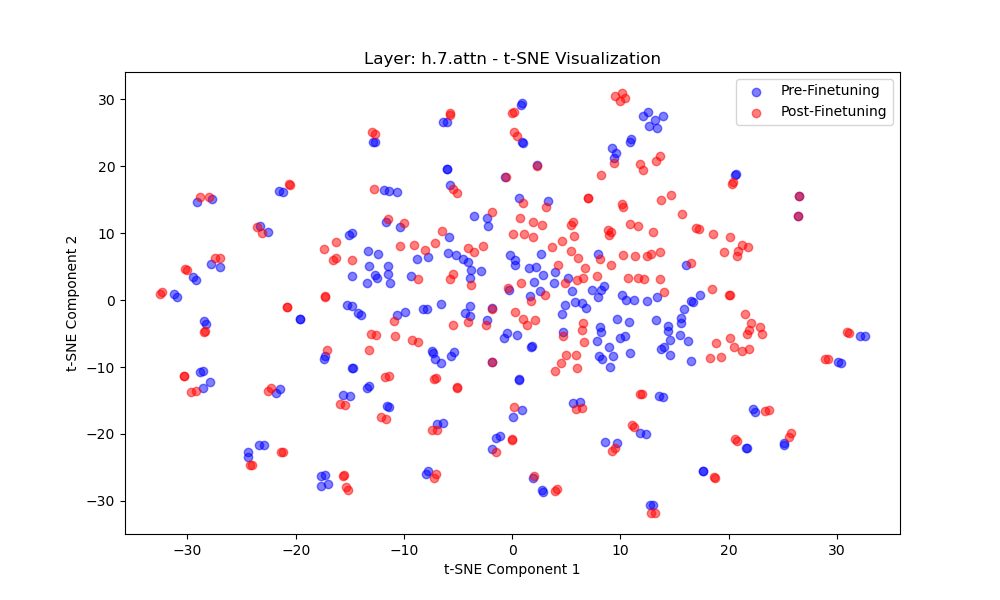 Layer: h.7.attn - t-SNE Visualization
Pre-Finetuning
Post-Finetuning
t-SNE Component 2
30
20
10
0
−10
−20
−30
−30 −20 −10 0 10 20 30
t-SNE Component 1